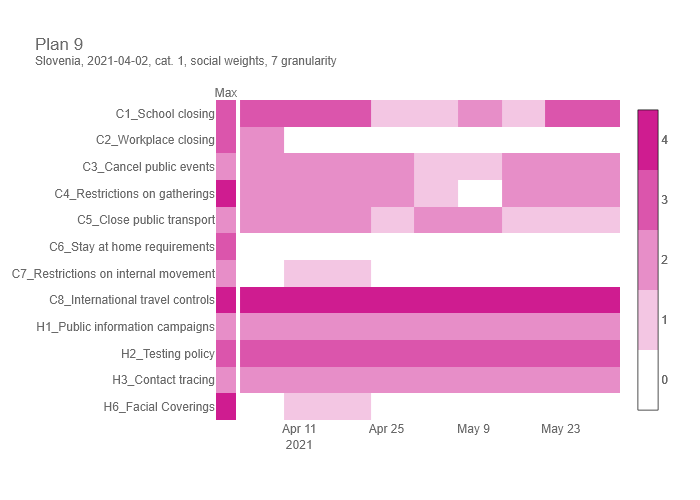 Plan 9
Slovenia, 2021-04-02, cat. 1, social weights, 7 granularity
Max
C1_School closing
C2_Workplace closing
C3_Cancel public events
C4_Restrictions on gatherings
C5_Close public transport
C6_Stay at home requirements
C7_Restrictions on internal movement
C8_International travel controls
H1_Public information campaigns
H2_Testing policy
H3_Contact tracing
H6_Facial Coverings
Apr 11
2021
Apr 25
May 9
May 23
4
3
2
1
0